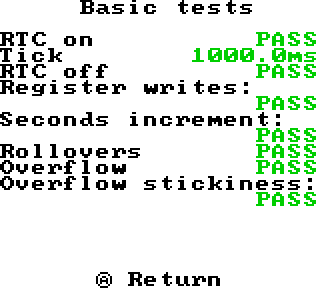 Basic tests
RTC on PASS
Tick 1000.0ms
RTC off PASS
Register writes:
PASS
Seconds increment:
PASS
Rollovers PASS
Overflow PASS
Overflow stickiness:
PASS
Ⓐ Return